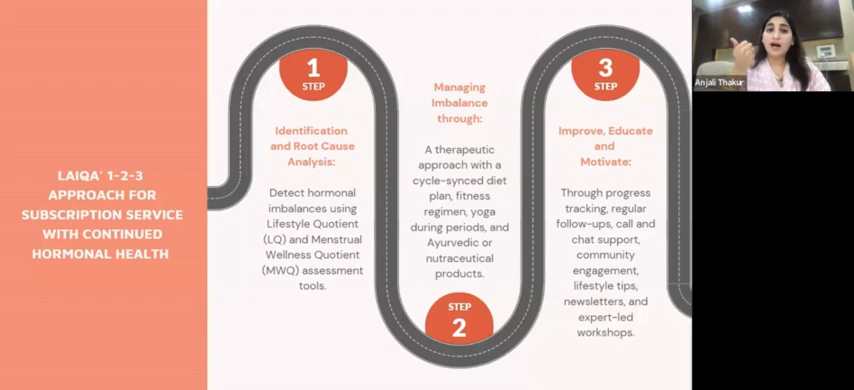 LAIQA' 1-2-3
APPROACH FOR
SUBSCRIPTION SERVICE
WITH CONTINUED
HORMONAL HEALTH
1
STEP
Identification
and Root Cause
Analysis:
Detect hormonal
imbalances using
Lifestyle Quotient
(LQ) and Menstrual
Wellness Quotient
(MWQ) assessment
tools.
Managing
Imbalance
through:
A therapeutic
approach with a
cycle-synced diet
plan, fitness
regimen, yoga
during periods, and
Ayurvedic or
nutraceutical
products.
STEP
2
3
STEP
Improve, Educate
and
Motivate:
Through progress
tracking, regular
follow-ups, call and
chat support,
community
engagement,
lifestyle tips,
newsletters, and
expert-led
workshops.
Anjali Thakur